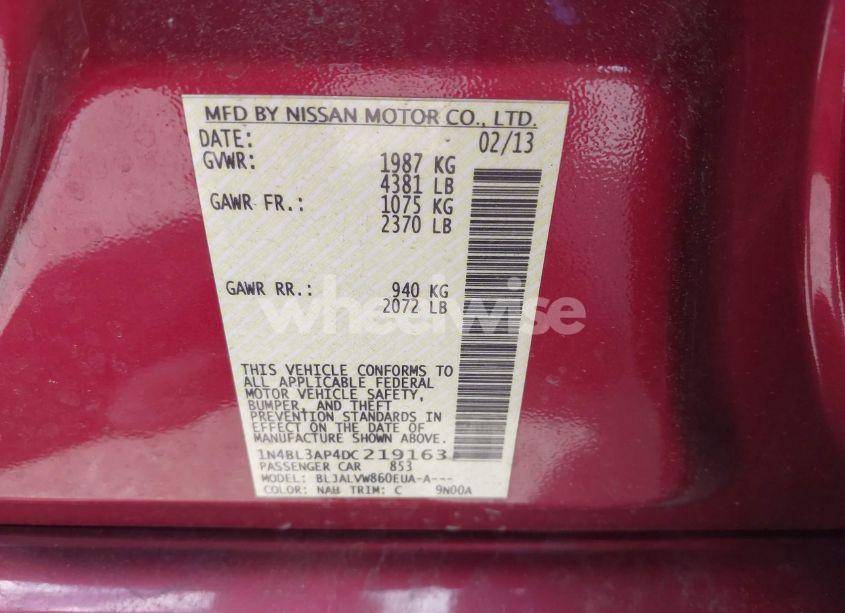 MFD BY NISSAN MOTOR CO., LTD.
DATE: 02/13
GVWR: 1987 KG
4381 LB
GAWR FR.: 1075 KG
2370 LB
GAWR RR.: 940 KG
2072 LB
wheelwise
THIS VEHICLE CONFORMS TO
ALL APPLICABLE FEDERAL
MOTOR VEHICLE SAFETY,
BUMPER, AND THEFT
PREVENTION STANDARDS IN
EFFECT ON THE DATE OF
MANUFACTURE SHOWN ABOVE.
1N4BL3AP4DC219163
PASSENGER CAR 853
MODEL: BLJALVW860EUA-A---
COLOR: NAH TRIM: C 9N00A